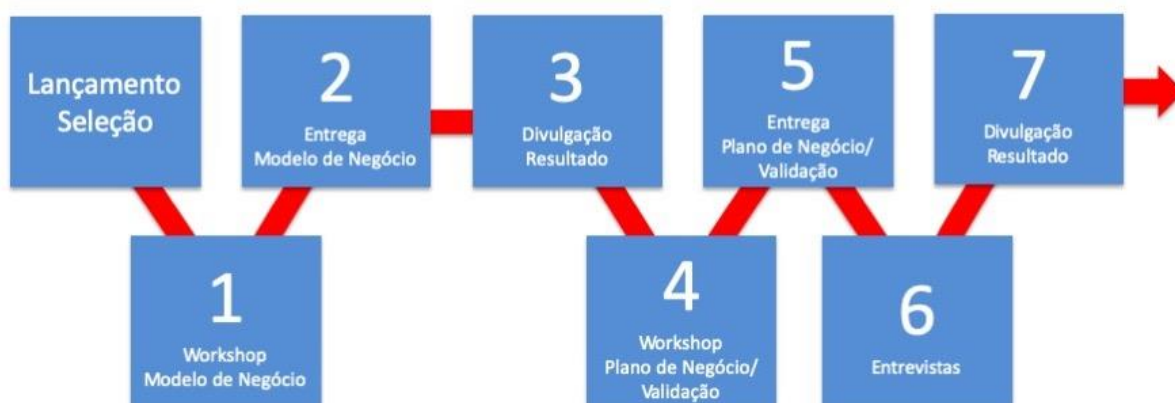 Lançamento
Seleção
1
Workshop
Modelo de Negócio
2
Entrega
Modelo de Negócio
3
Divulgação
Resultado
4
Workshop
Plano de Negócio/
Validação
5
Entrega
Plano de Negócio/
Validação
6
Entrevistas
7
Divulgação
Resultado